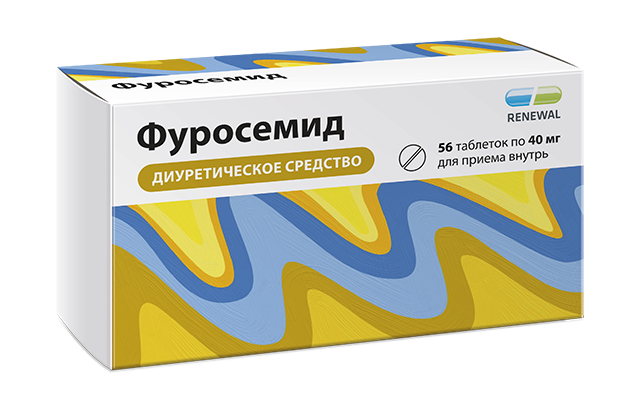 Фуросемид
RENEWAL
Фуросемид
ДИУРЕТИЧЕСКОЕ СРЕДСТВО
56 таблеток по 40 мг
для приема внутрь